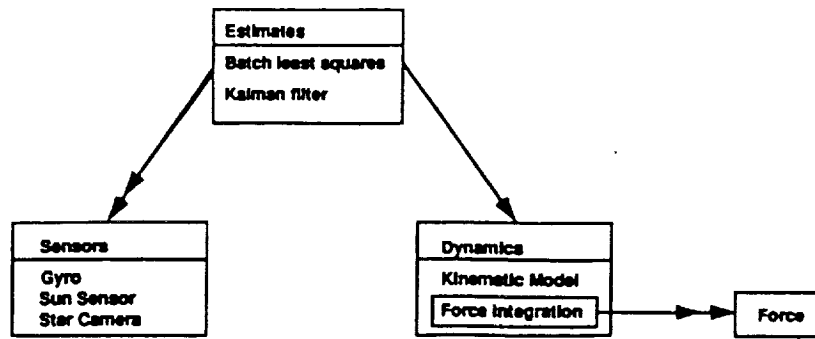 Estimates
Batch least squares
Kalman filter
Sensors
Gyro
Sun Sensor
Star Camera
Dynamics
Kinematic Model
Force Integration
Force